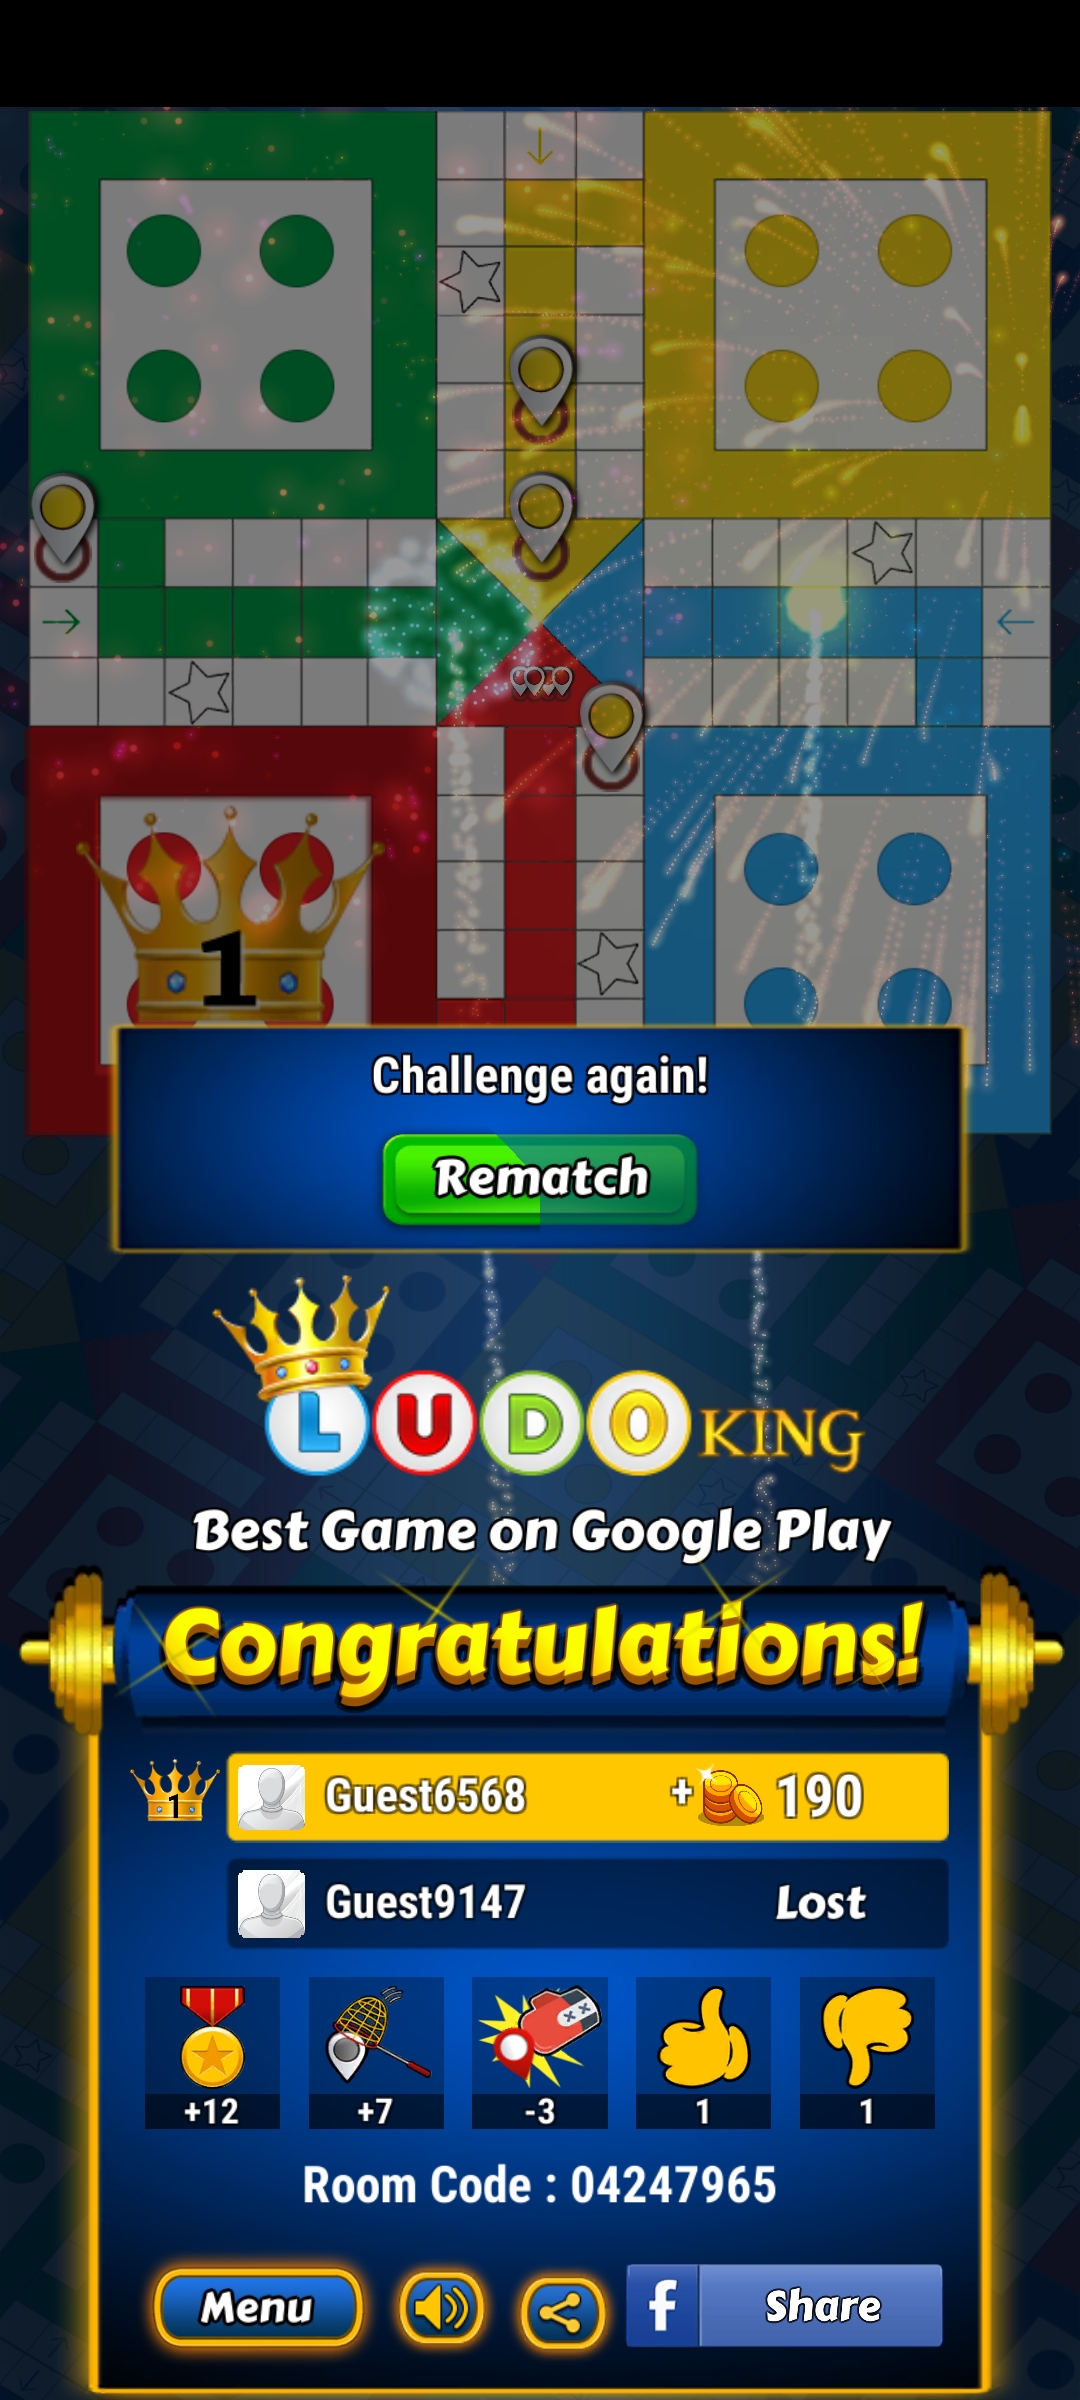 1
Challenge again!
Rematch
LUDO KING
Best Game on Google Play
Congratulations!
1 Guest6568 + 190
Guest9147 Lost
+12 +7 -3 1 1
Room Code : 04247965
Menu f Share